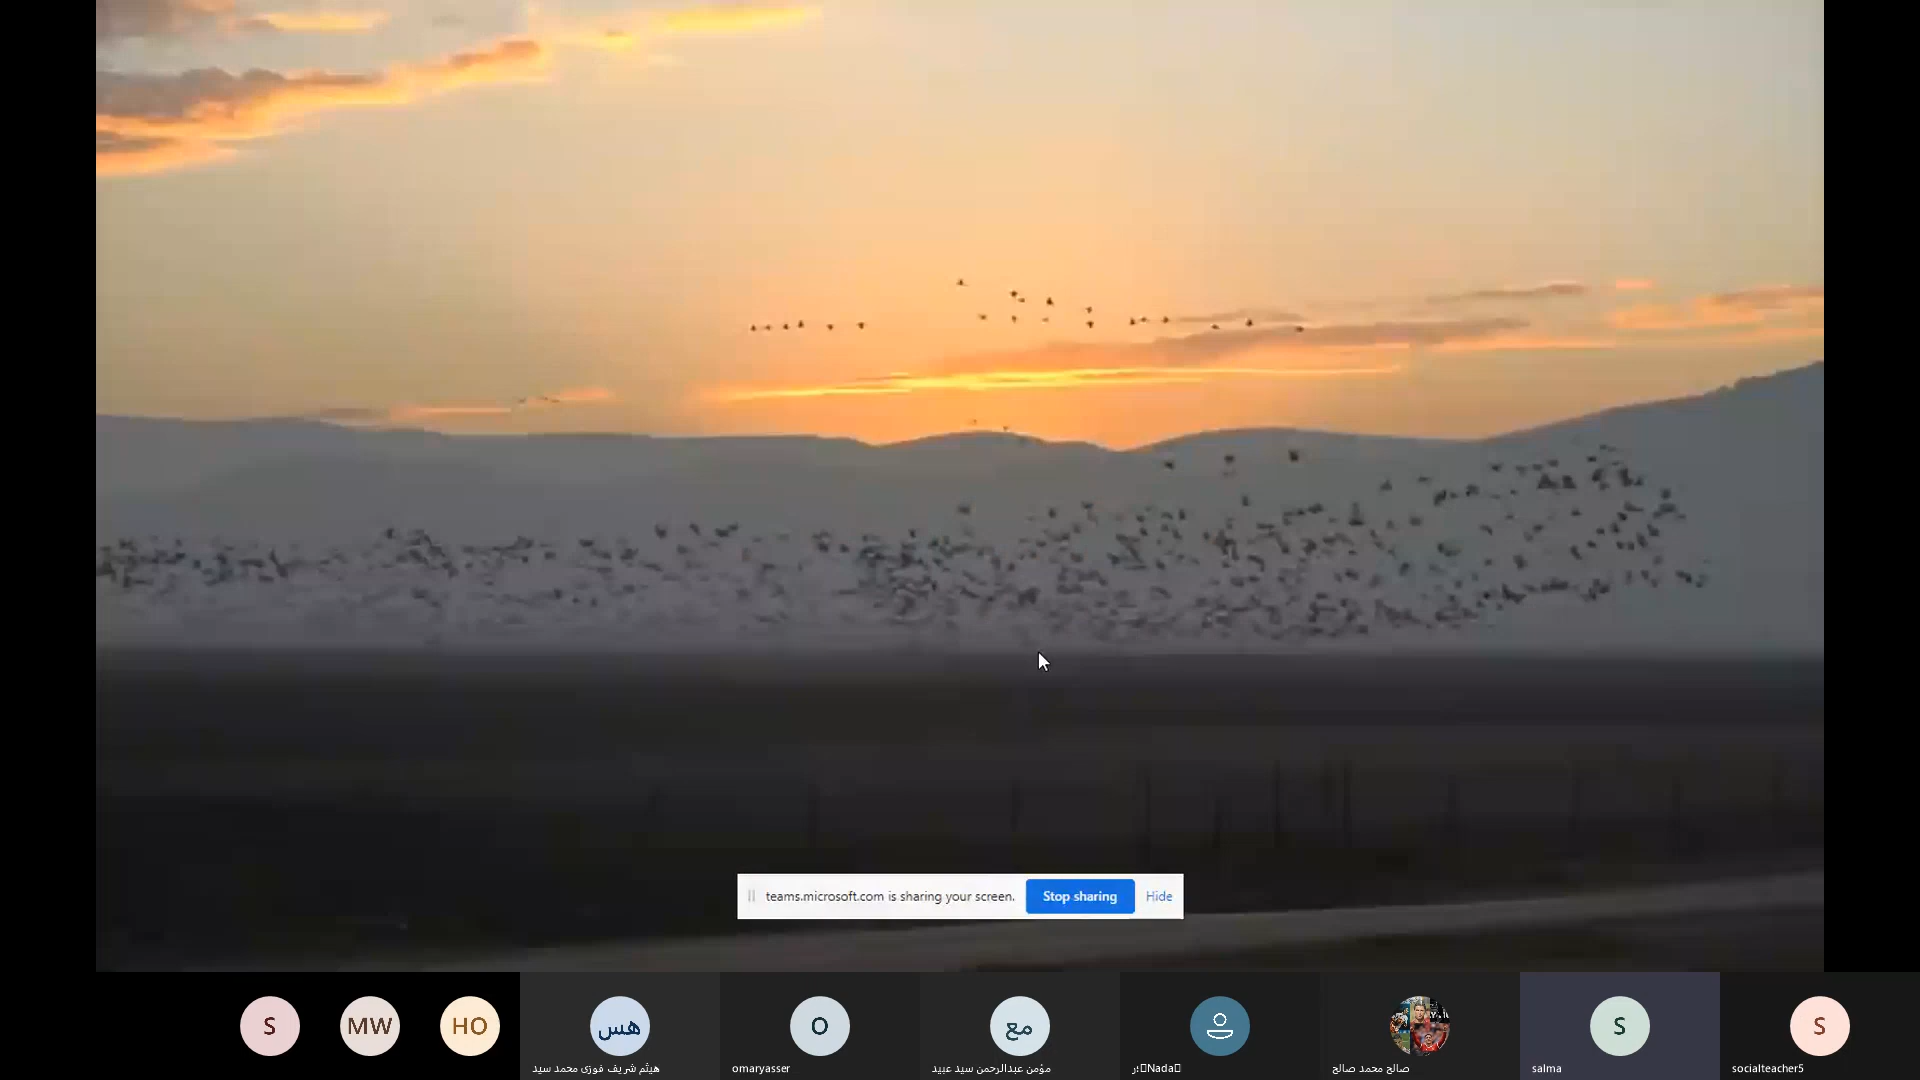 teams.microsoft.com is sharing your screen.
Stop sharing
Hide
S
MW
HO
هس
O
مع
S
S
هيثم شريف فوزى محمد سيد
omaryasser
مؤمن عبدالرحمن سيد عبيد
Nada
صالح محمد صالح
salma
socialteacher5